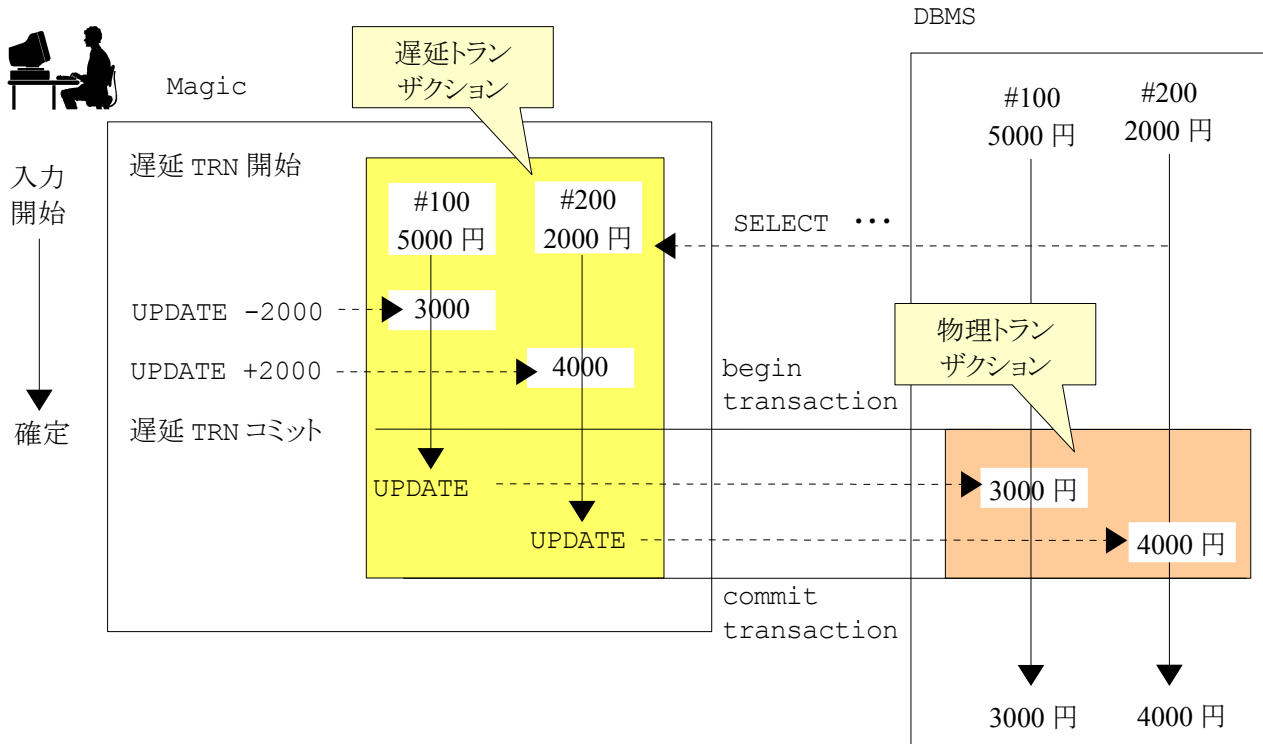 DBMS
遅延トラン
ザクション
Magic
#100
5000 円
#200
2000 円
遅延 TRN 開始
入力
開始
#100
5000 円
#200
2000 円
SELECT ・・・
UPDATE -2000
3000
物理トラン
ザクション
UPDATE +2000
4000
begin
transaction
確定
遅延 TRN コミット
UPDATE
3000 円
UPDATE
4000 円
commit
transaction
3000 円
4000 円